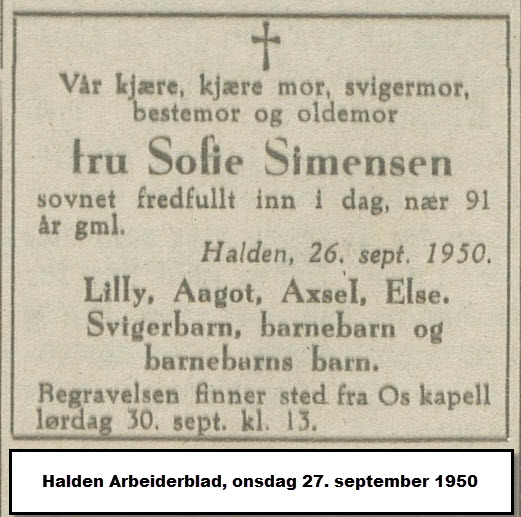 Vår kjære, kjære mor, svigermor,
bestemor og oldemor
fru Sofie Simensen
sovnet fredfullt inn i dag, nær 91
år gml.
Halden, 26. sept. 1950.
Lilly, Aagot, Axsel, Else.
Svigerbarn, barnebarn og
barnebarns barn.
Begravelsen finner sted fra Os kapell
lørdag 30. sept. kl. 13.
Halden Arbeiderblad, onsdag 27. september 1950